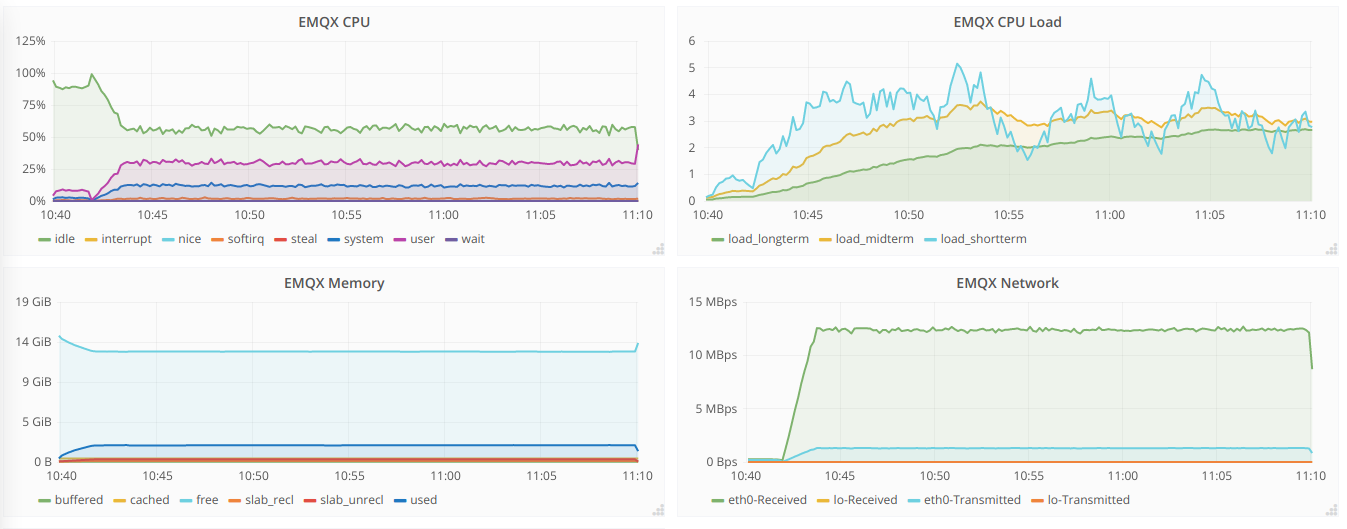 EMQX CPU
125%
100%
75%
50%
25%
0%
10:40 10:45 10:50 10:55 11:00 11:05 11:10
idle interrupt nice softirq steal system user wait
EMQX CPU Load
6
5
4
3
2
1
0
10:40 10:45 10:50 10:55 11:00 11:05 11:10
load_longterm load_midterm load_shortterm
EMQX Memory
19 GiB
14 GiB
9 GiB
5 GiB
0 B
10:40 10:45 10:50 10:55 11:00 11:05 11:10
buffered cached free slab_recl slab_unrecl used
EMQX Network
15 MBps
10 MBps
5 MBps
0 Bps
10:40 10:45 10:50 10:55 11:00 11:05 11:10
eth0-Received lo-Received eth0-Transmitted lo-Transmitted